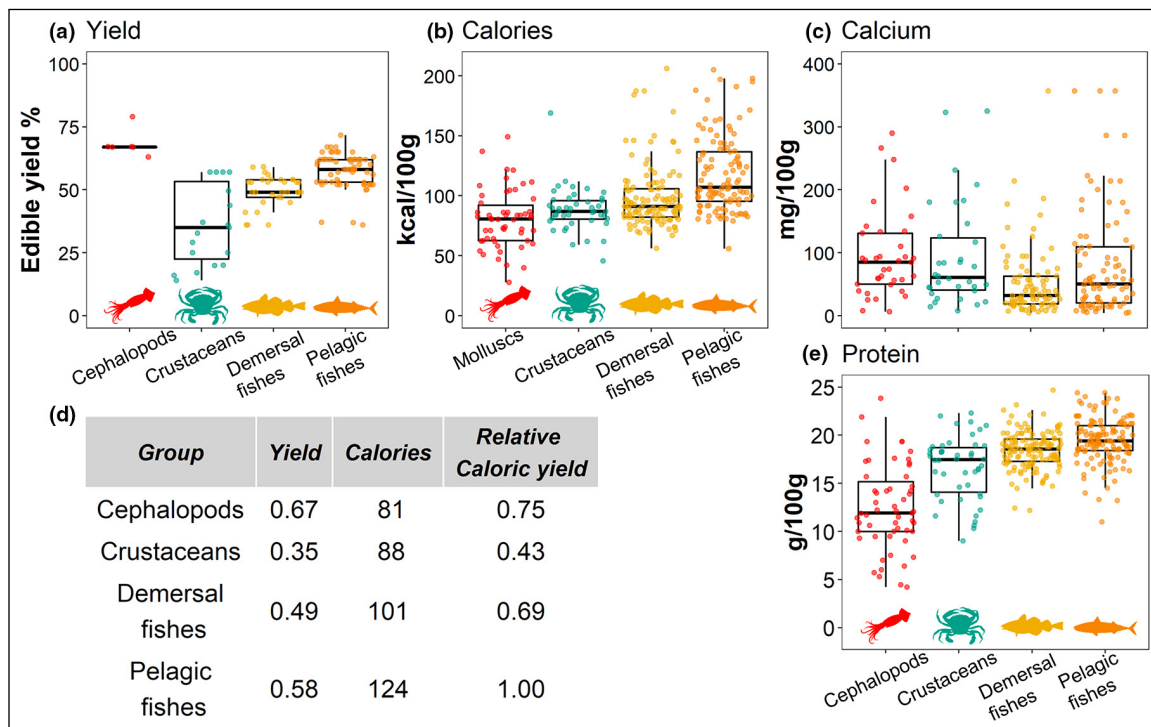 (a) Yield
100
75
50
25
0
Edible yield %
Cephalopods
Crustaceans
Demersal
fishes
Pelagic
fishes
(b) Calories
200
150
100
50
0
kcal/100g
Molluscs
Crustaceans
Demersal
fishes
Pelagic
fishes
(c) Calcium
400
300
200
100
0
mg/100g
(d)
Group Yield Calories Relative
Caloric yield
Cephalopods 0.67 81 0.75
Crustaceans 0.35 88 0.43
Demersal
fishes 0.49 101 0.69
Pelagic
fishes 0.58 124 1.00
(e) Protein
25
20
15
10
5
0
g/100g
Cephalopods
Crustaceans
Demersal
fishes
Pelagic
fishes